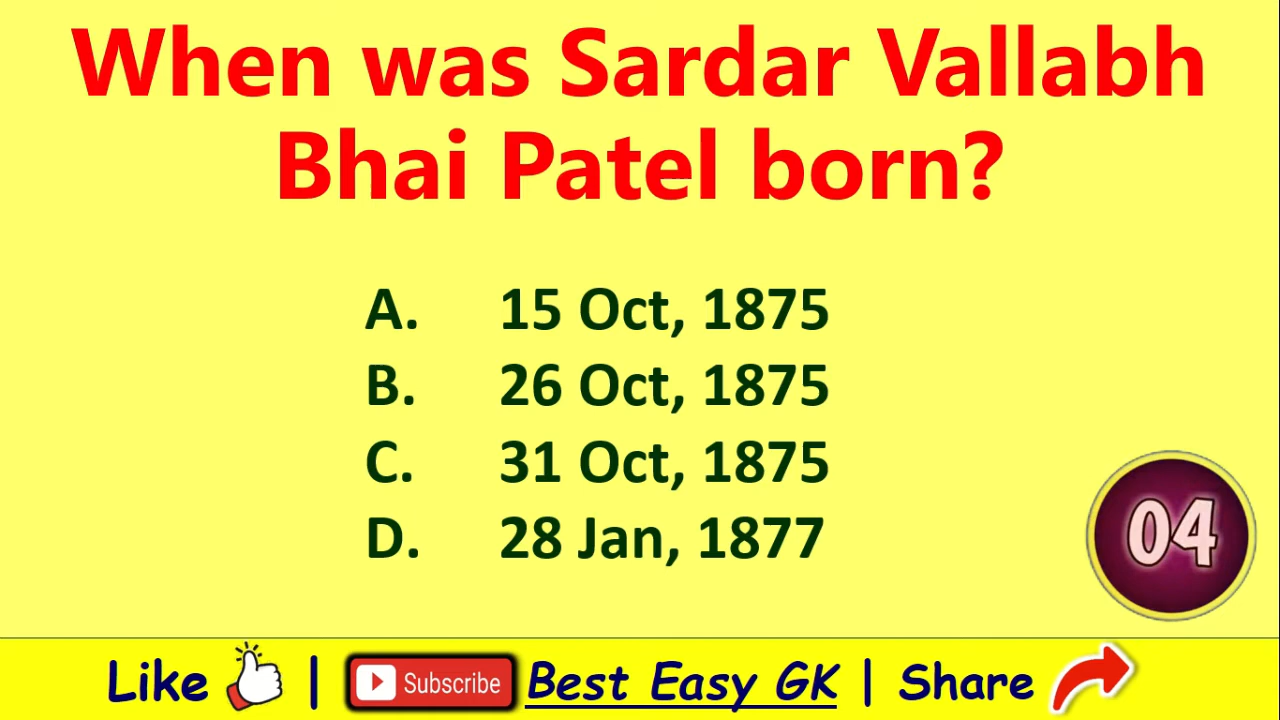 When was Sardar Vallabh
Bhai Patel born?
A. 15 Oct, 1875
B. 26 Oct, 1875
C. 31 Oct, 1875
D. 28 Jan, 1877
04
Like | Subscribe Best Easy GK | Share